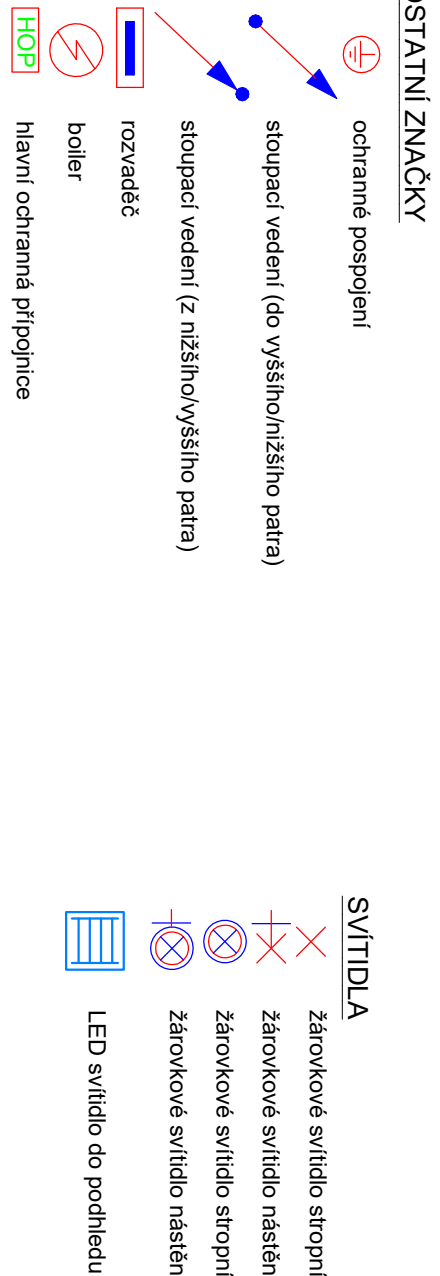 OSTATNÍ ZNAČKY
ochranné pospojení
stoupací vedení (do vyššího/nižšího patra)
stoupací vedení (z nižšího/vyššího patra)
rozvaděč
boiler
HOP
hlavní ochranná přípojnice
SVÍTIDLA
žárovkové svítidlo stropní
žárovkové svítidlo nástěn
žárovkové svítidlo stropní
žárovkové svítidlo nástěn
LED svítidlo do podhledu